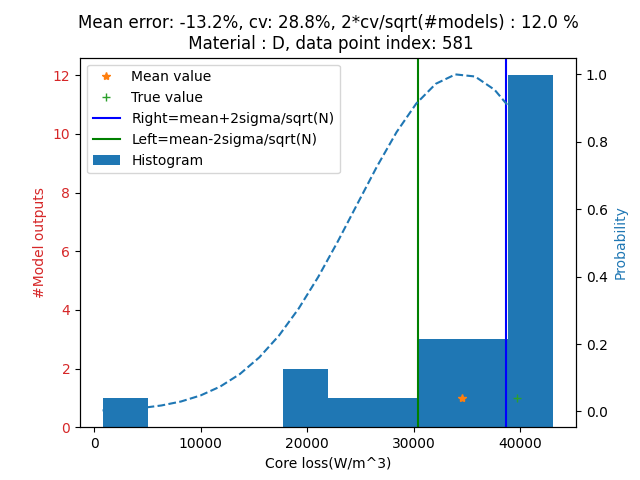 Mean error: -13.2%, cv: 28.8%, 2*cv/sqrt(#models) : 12.0 %
Material : D, data point index: 581
Mean value
True value
Right=mean+2sigma/sqrt(N)
Left=mean-2sigma/sqrt(N)
Histogram
12
10
8
6
4
2
0
#Model outputs
1.0
0.8
0.6
0.4
0.2
0.0
Probability
0 10000 20000 30000 40000
Core loss(W/m^3)